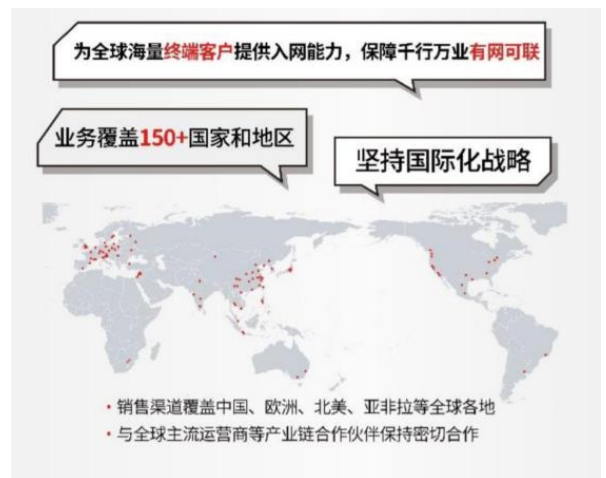 为全球海量终端客户提供入网能力，保障千行万业有网可联
业务覆盖150+国家和地区
坚持国际化战略
• 销售渠道覆盖中国、欧洲、北美、亚非拉等全球各地
• 与全球主流运营商等产业链合作伙伴保持密切合作